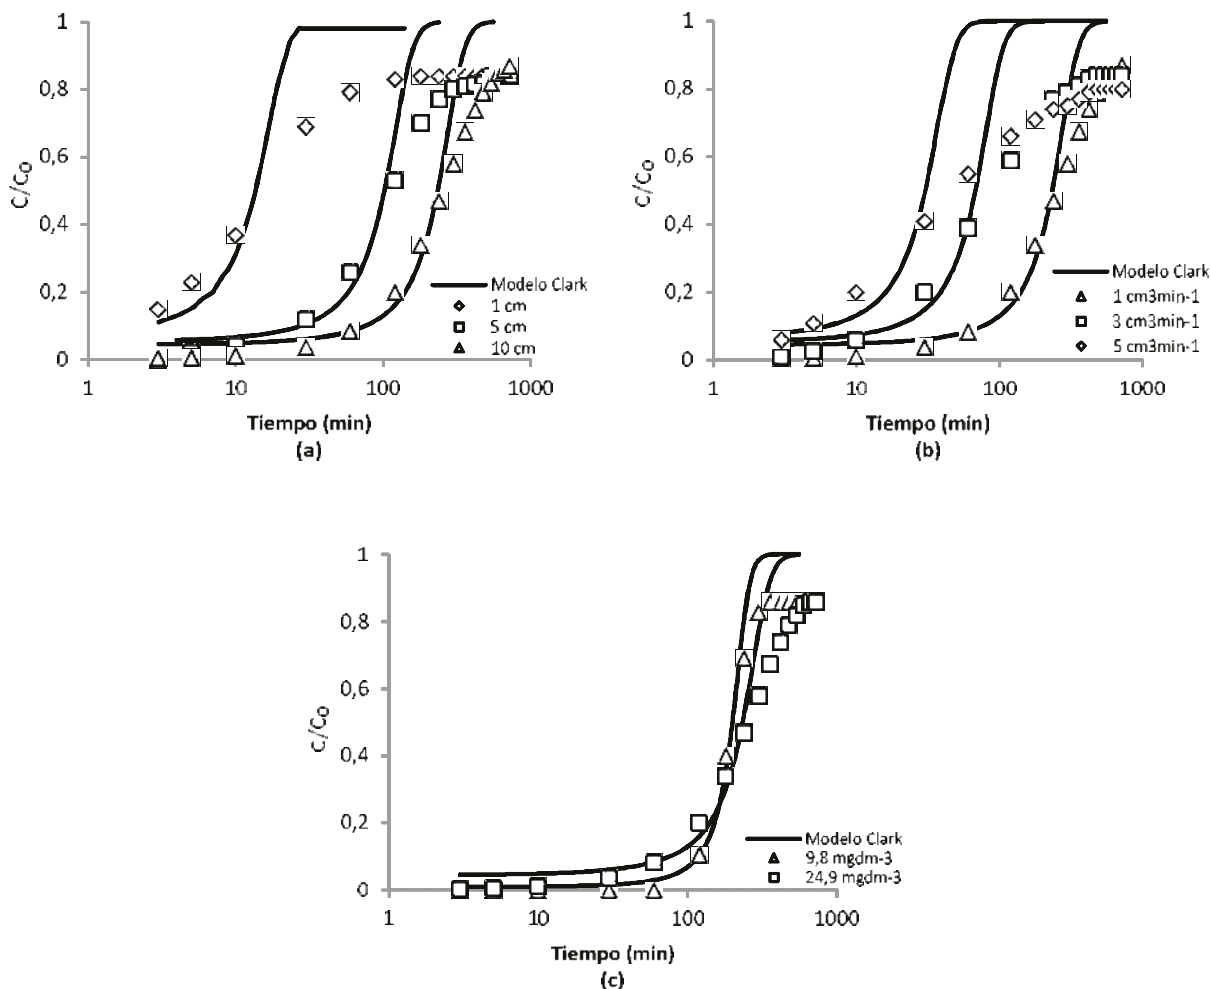 1
0,8
0,6
0,4
0,2
0
C/Co
1
10
100
1000
Modelo Clark
1 cm
5 cm
10 cm
Tiempo (min)
(a)
1
0,8
0,6
0,4
0,2
0
C/Co
1
10
100
1000
Modelo Clark
1 cm3min-1
3 cm3min-1
5 cm3min-1
Tiempo (min)
(b)
1
0,8
0,6
0,4
0,2
0
C/Co
1
10
100
1000
Modelo Clark
9,8 mgdm-3
24,9 mgdm-3
Tiempo (min)
(c)